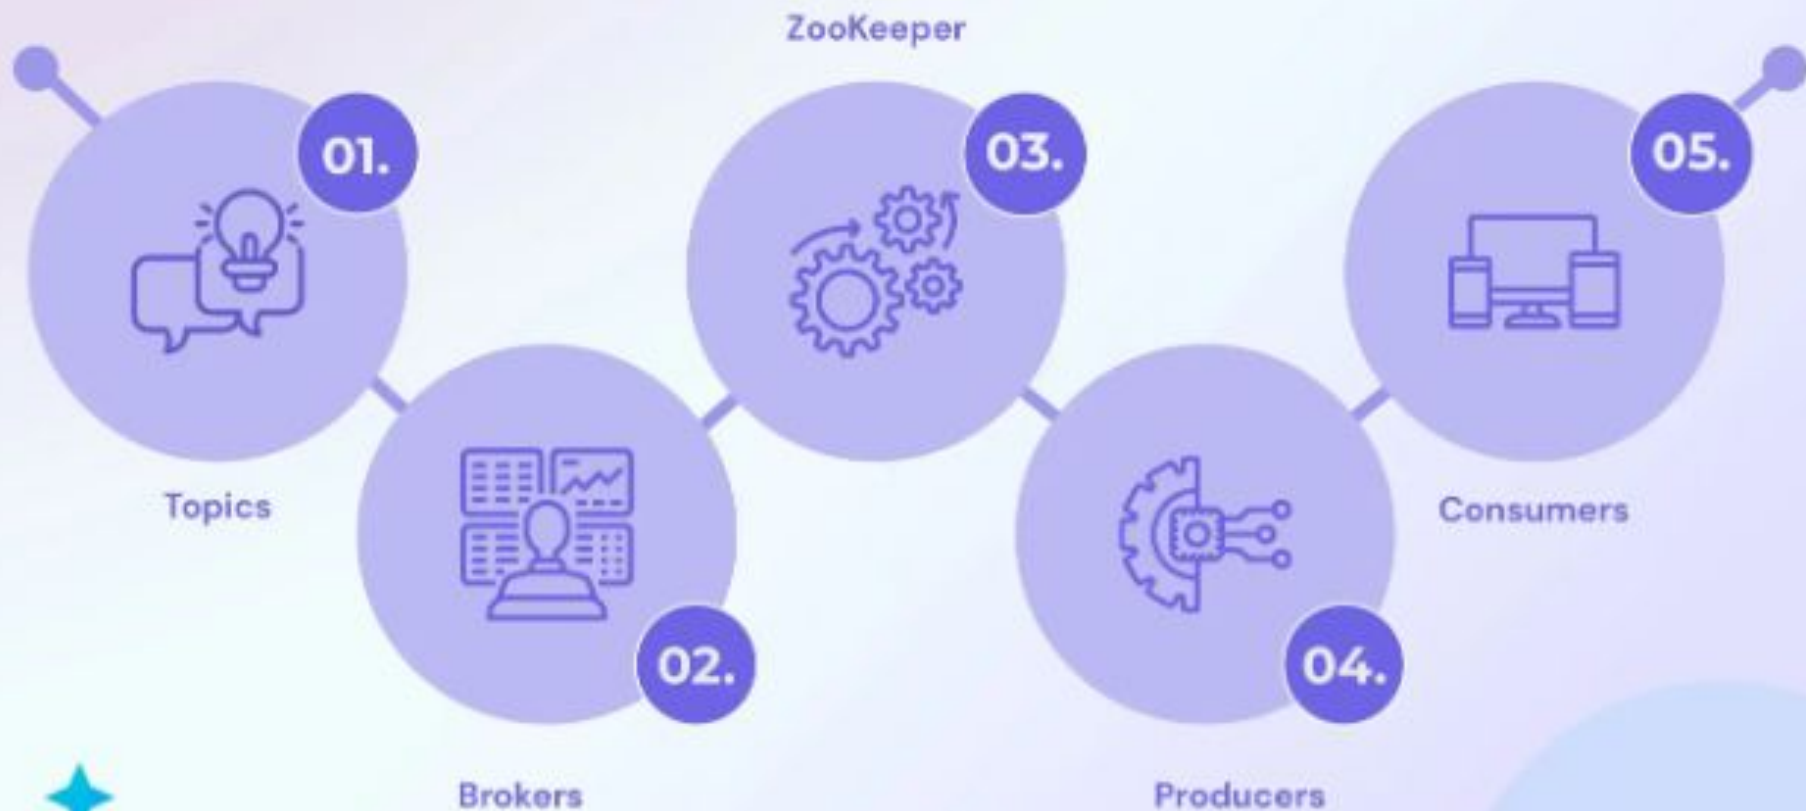 ZooKeeper
01.
03.
05.
Topics
Consumers
02.
04.
Brokers
Producers